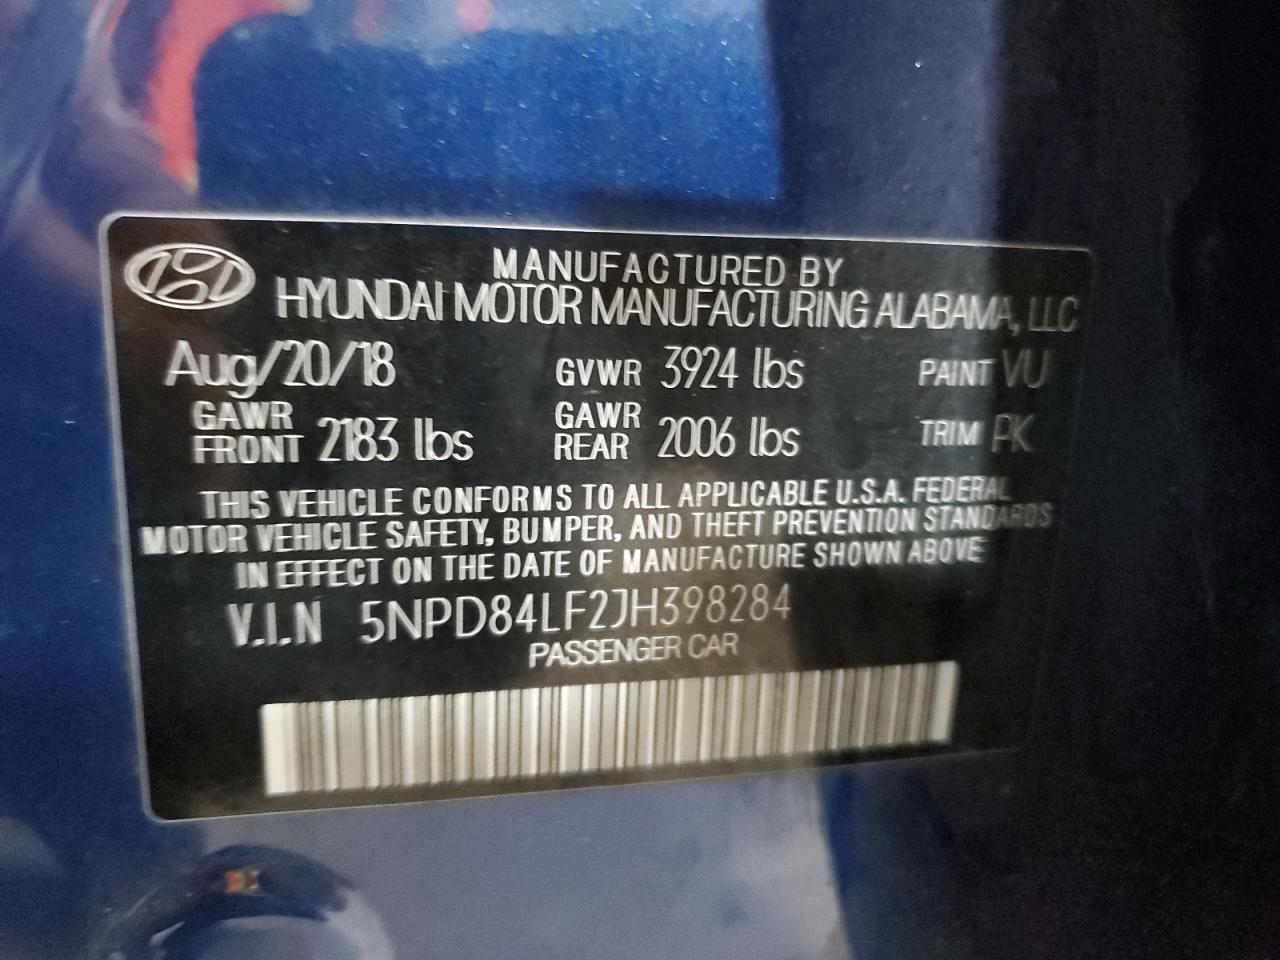 MANUFACTURED BY
HYUNDAI MOTOR MANUFACTURING ALABAMA, LLC
Aug/20/18 GVWR 3924 lbs PAINT VU
GAWR FRONT 2183 lbs GAWR REAR 2006 lbs TRIM PK
THIS VEHICLE CONFORMS TO ALL APPLICABLE U.S.A. FEDERAL
MOTOR VEHICLE SAFETY, BUMPER, AND THEFT PREVENTION STANDARDS
IN EFFECT ON THE DATE OF MANUFACTURE SHOWN ABOVE
V.I.N 5NPD84LF2JH398284
PASSENGER CAR